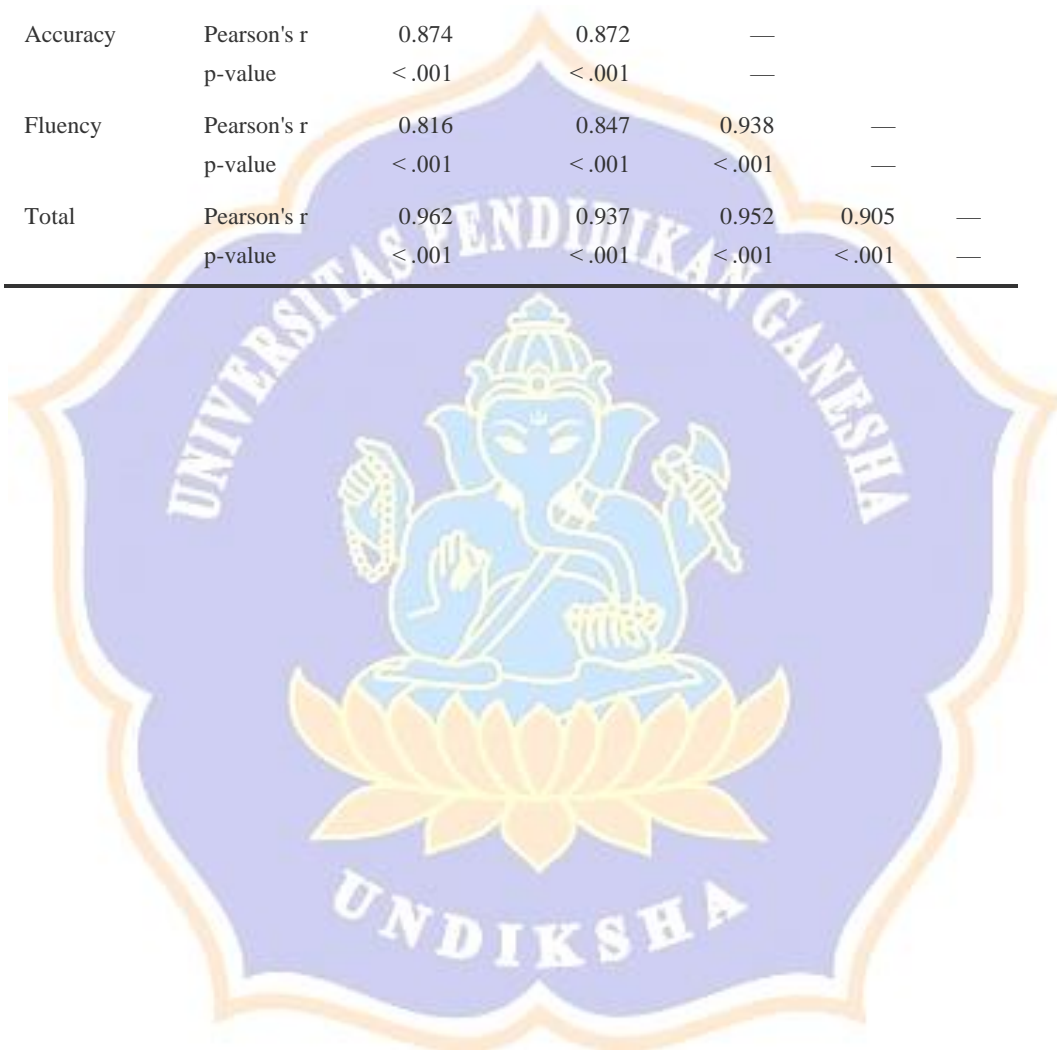 Accuracy Pearson's r 0.874 0.872 —
p-value < .001 < .001 —
Fluency Pearson's r 0.816 0.847 0.938 —
p-value < .001 < .001 < .001 —
Total Pearson's r 0.962 0.937 0.952 0.905 —
p-value < .001 < .001 < .001 < .001 —
UNIVERSITAS PENDIDIKAN GANESHA
UNDIKSHA